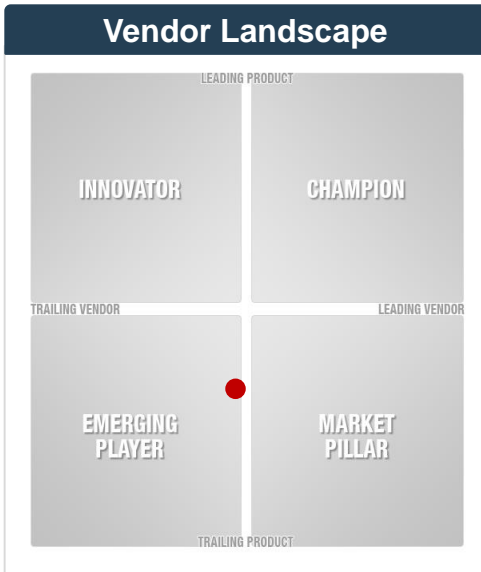 Vendor Landscape
LEADING PRODUCT
INNOVATOR
CHAMPION
TRAILING VENDOR
LEADING VENDOR
EMERGING
PLAYER
MARKET
PILLAR
TRAILING PRODUCT